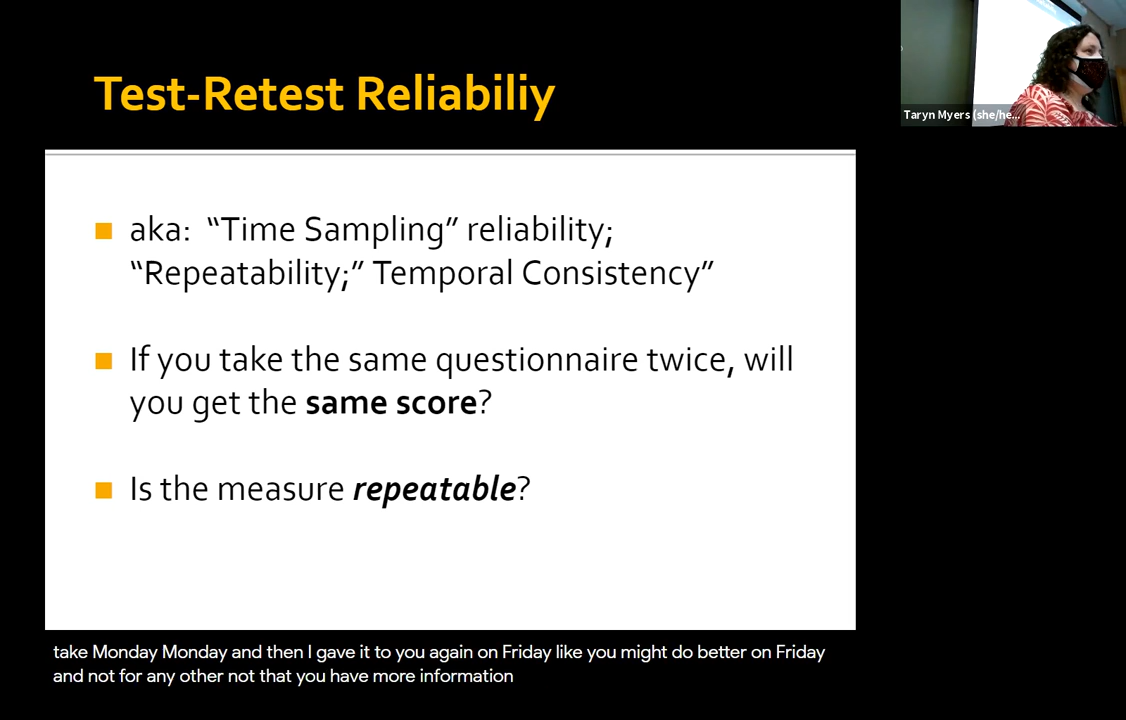 Test-Retest Reliabiliy
Taryn Myers (she/he...
aka:  “Time Sampling” reliability;
“Repeatability;” Temporal Consistency”
If you take the same questionnaire twice, will
you get the same score?
Is the measure repeatable?
take Monday Monday and then I gave it to you again on Friday like you might do better on Friday
and not for any other not that you have more information